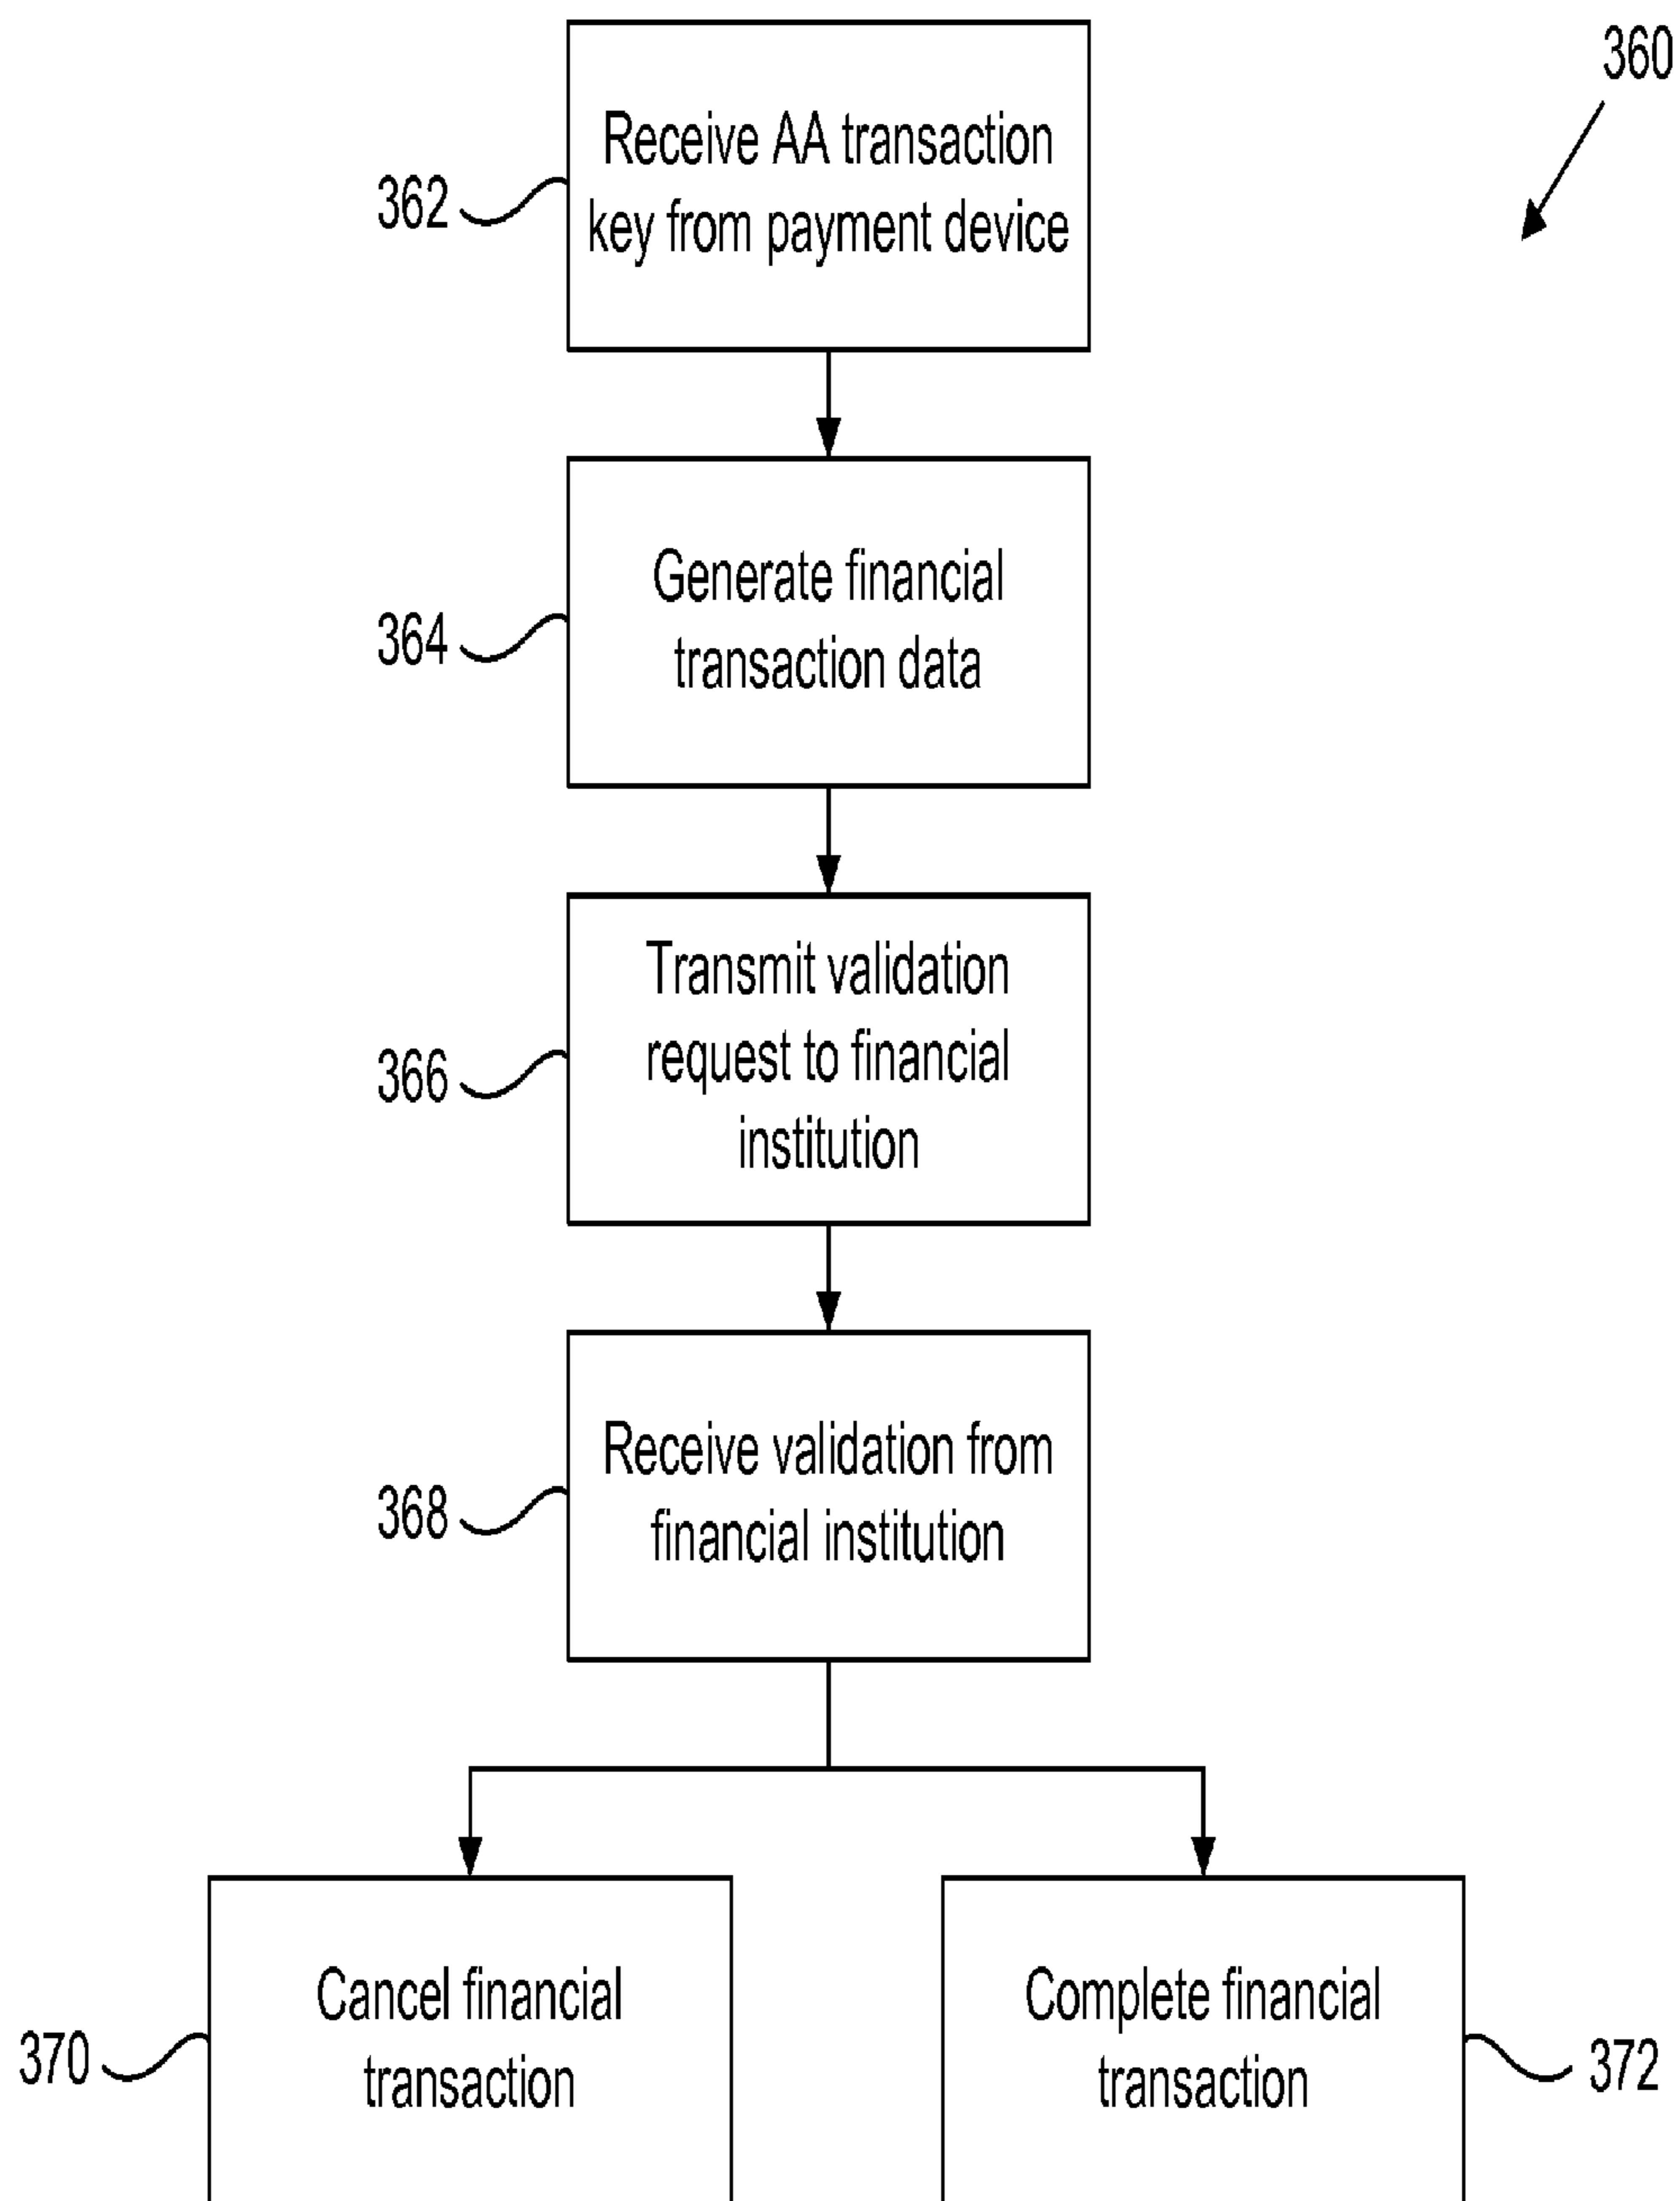 360
Receive AA transaction
key from payment device
362
Generate financial
transaction data
364
Transmit validation
request to financial
institution
366
Receive validation from
financial institution
368
Cancel financial
transaction
370
Complete financial
transaction
372